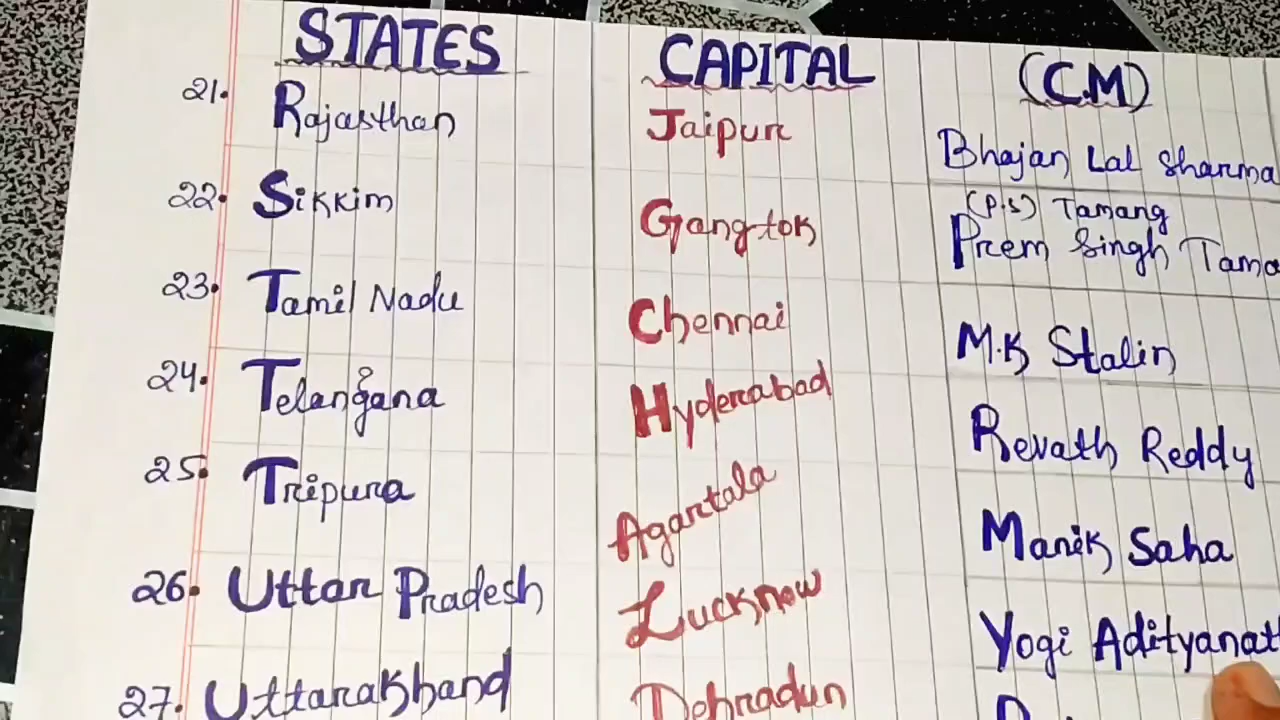 STATES CAPITAL (C.M)
21. Rajasthan Jaipur Bhajan Lal Sharma
22. Sikkim Gangtok (P.S) Tamang
Prem Singh Tama
23. Tamil Nadu Chennai M.K Stalin
24. Telangana Hyderabad Revath Reddy
25. Tripura Agartala Manik Saha
26. Uttar Pradesh Lucknow Yogi Adityanat
27. Uttarakhand Dehradun